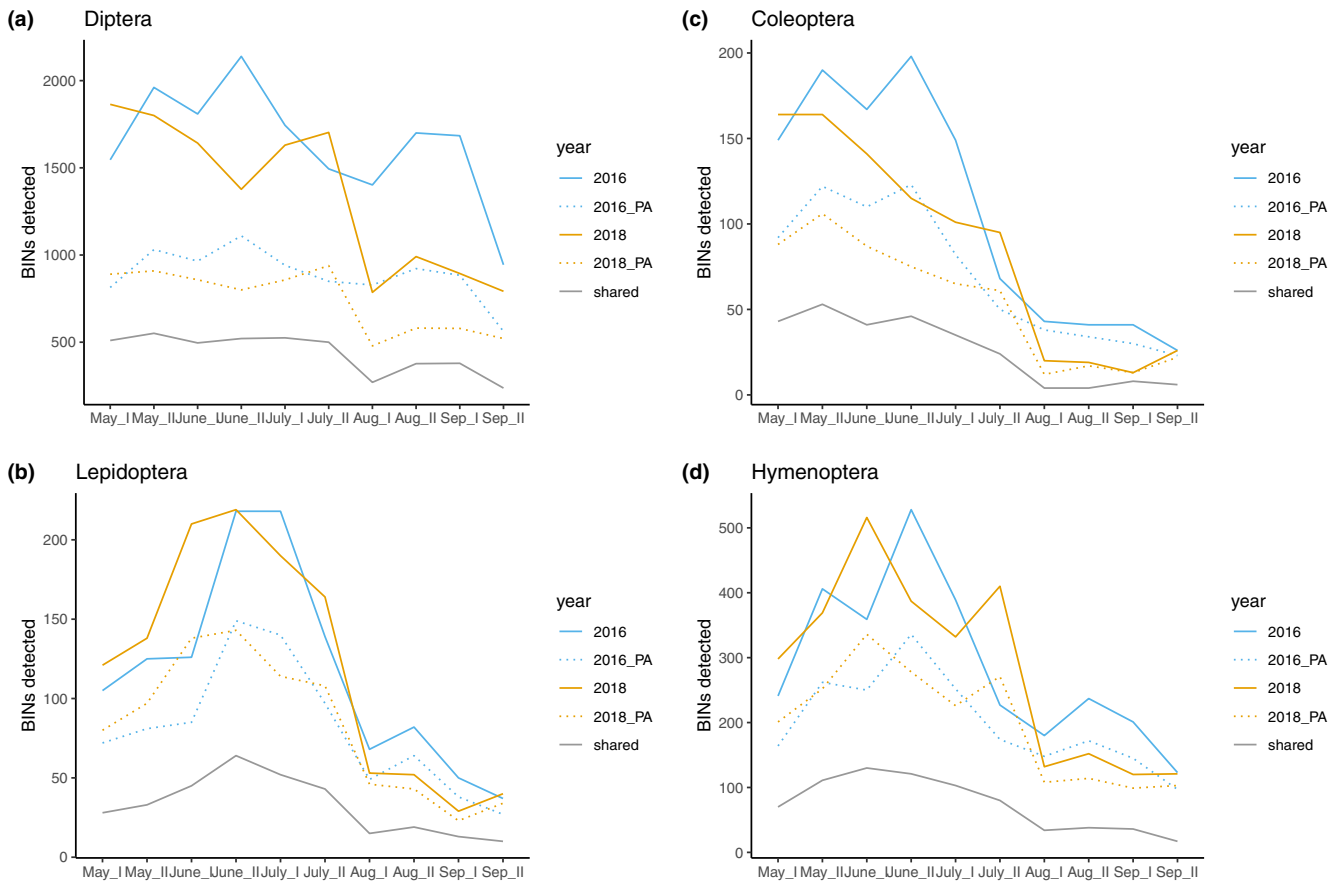 (a) Diptera
BINs detected
2000
1500
1000
500
May_I May_II June_I June_II July_I July_II Aug_I Aug_II Sep_I Sep_II
year
2016
2016_PA
2018
2018_PA
shared
(c) Coleoptera
BINs detected
200
150
100
50
0
May_I May_II June_I June_II July_I July_II Aug_I Aug_II Sep_I Sep_II
year
2016
2016_PA
2018
2018_PA
shared
(b) Lepidoptera
BINs detected
200
150
100
50
0
May_I May_II June_I June_II July_I July_II Aug_I Aug_II Sep_I Sep_II
year
2016
2016_PA
2018
2018_PA
shared
(d) Hymenoptera
BINs detected
500
400
300
200
100
0
May_I May_II June_I June_II July_I July_II Aug_I Aug_II Sep_I Sep_II
year
2016
2016_PA
2018
2018_PA
shared